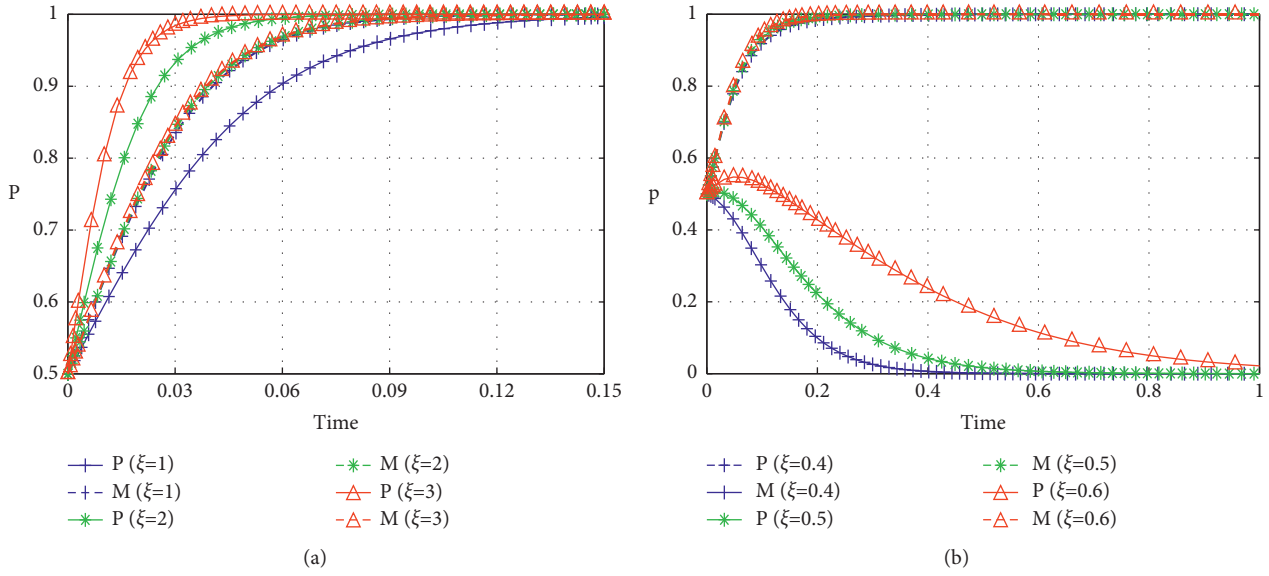 1
0.9
0.8
P
0.7
0.6
0.5
0
0.03
0.06
0.09
0.12
0.15
Time
P (ξ=1)
M (ξ=1)
P (ξ=2)
M (ξ=2)
P (ξ=3)
M (ξ=3)
(a)
1
0.8
0.6
p
0.4
0.2
0
0
0.2
0.4
0.6
0.8
1
Time
P (ξ=0.4)
M (ξ=0.4)
P (ξ=0.5)
M (ξ=0.5)
P (ξ=0.6)
M (ξ=0.6)
(b)